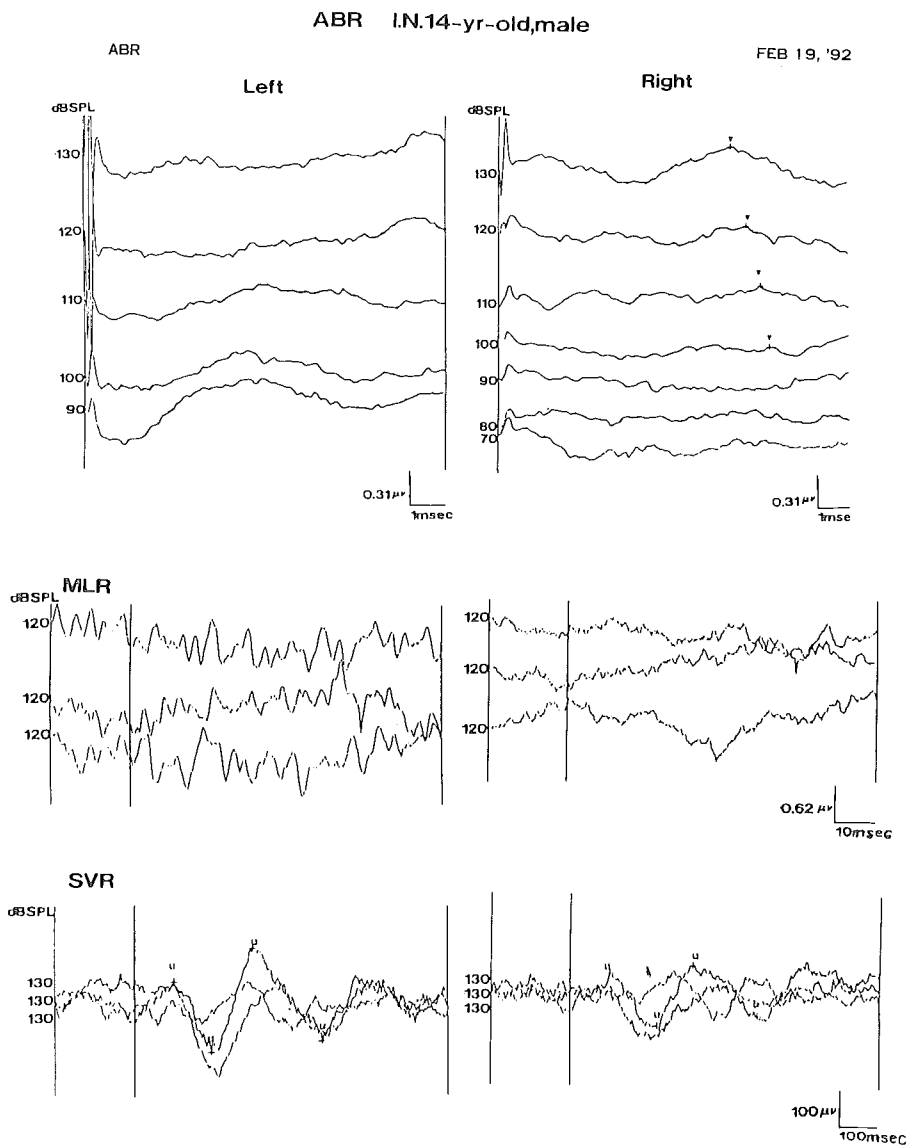 ABR I.N.14-yr-old,male
ABR
FEB 19, '92
Left
Right
dBSPL
130
120
110
100
90
0.31μv
1msec
dBSPL
130
120
110
100
90
80
70
0.31μv
1mse
MLR
dBSPL
120
120
120
120
120
120
0.62 μv
10msec
SVR
dBSPL
130
130
130
130
130
130
100μv
100msec